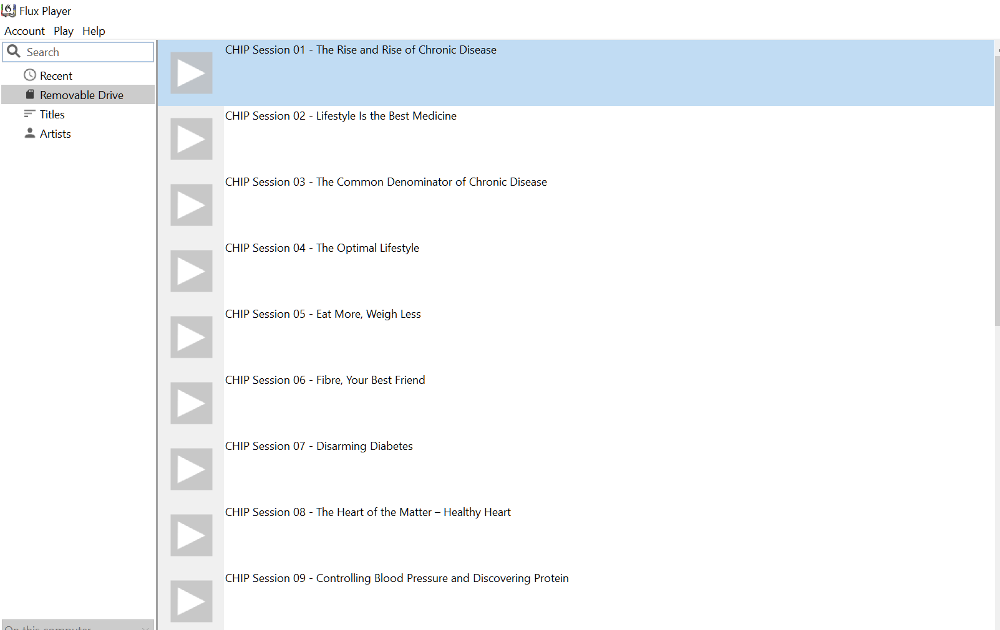 Flux Player
Account Play Help
Search
Recent
Removable Drive
Titles
Artists
CHIP Session 01 - The Rise and Rise of Chronic Disease
CHIP Session 02 - Lifestyle Is the Best Medicine
CHIP Session 03 - The Common Denominator of Chronic Disease
CHIP Session 04 - The Optimal Lifestyle
CHIP Session 05 - Eat More, Weigh Less
CHIP Session 06 - Fibre, Your Best Friend
CHIP Session 07 - Disarming Diabetes
CHIP Session 08 - The Heart of the Matter – Healthy Heart
CHIP Session 09 - Controlling Blood Pressure and Discovering Protein
On this computer